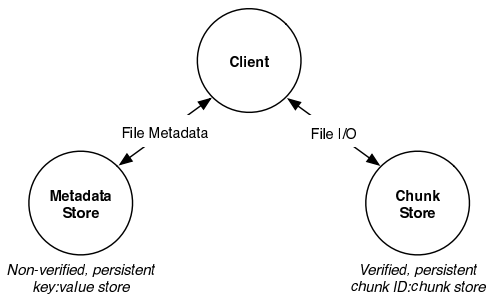 Client
File Metadata
File I/O
Metadata
Store
Chunk
Store
Non-verified, persistent
key:value store
Verified, persistent
chunk ID:chunk store